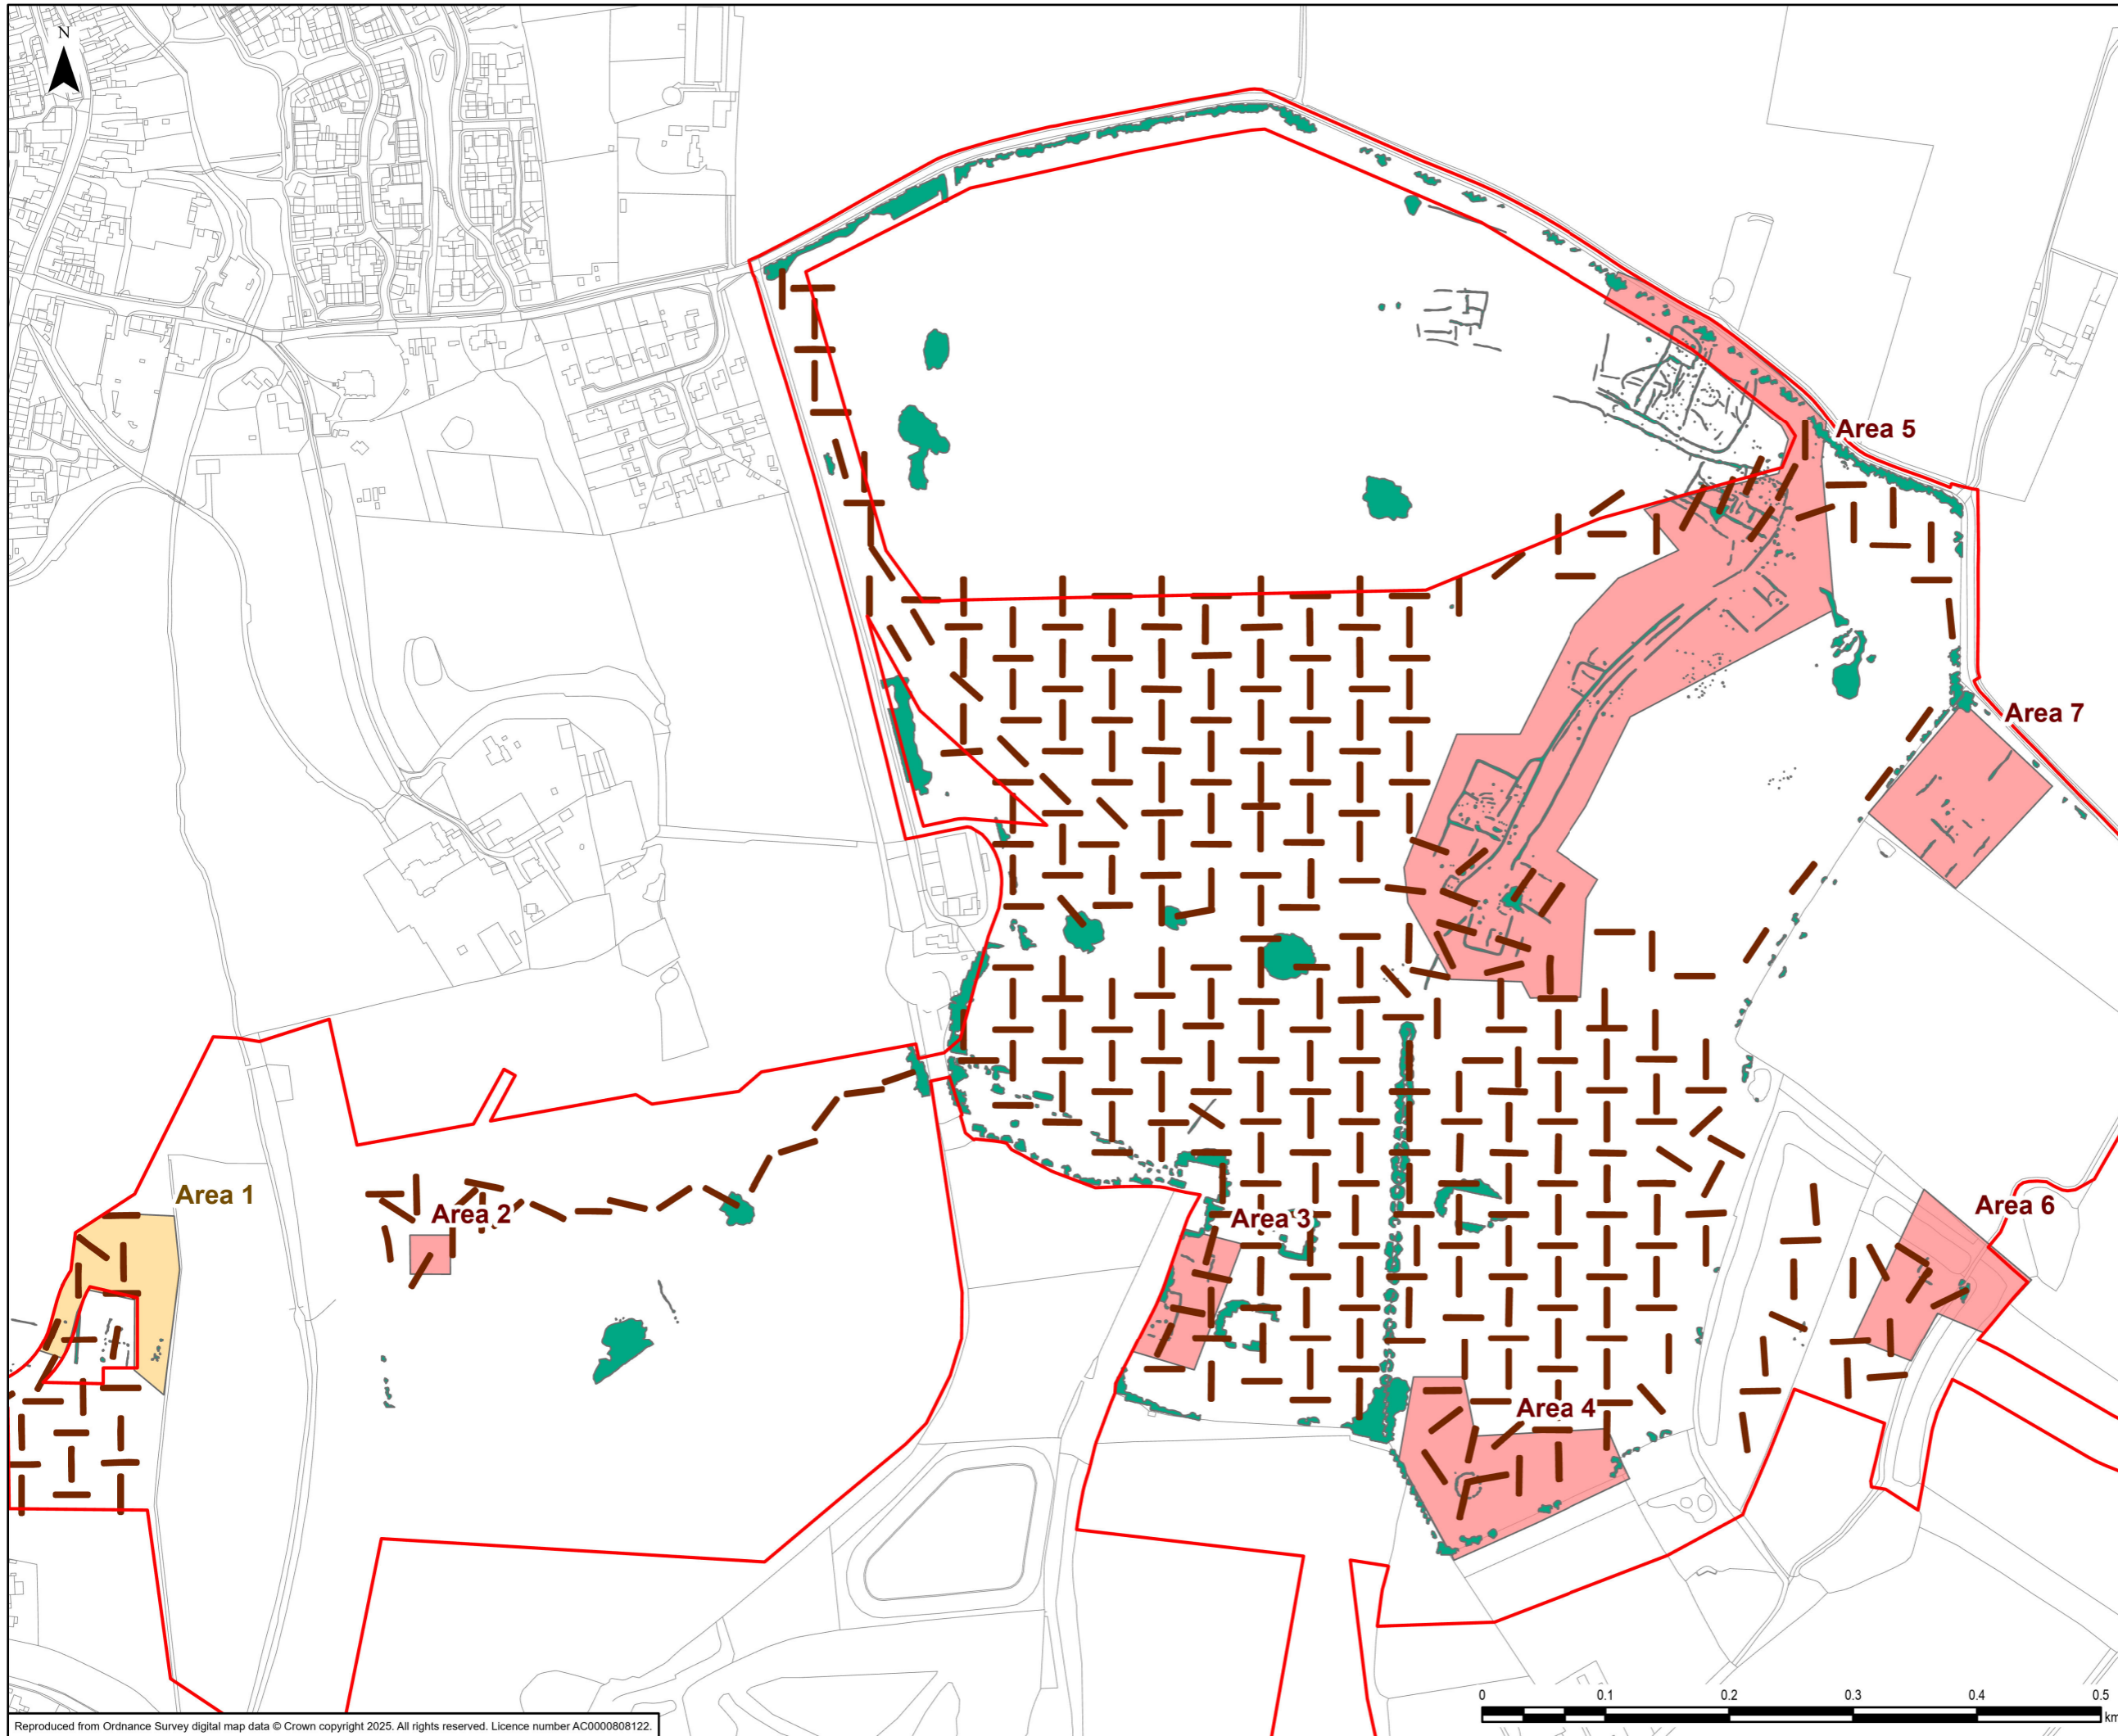 N
Area 5
Area 7
Area 1
Area 2
Area 3
Area 6
Area 4
0 0.1 0.2 0.3 0.4 0.5
km
Reproduced from Ordnance Survey digital map data © Crown copyright 2025. All rights reserved. Licence number AC0000808122.